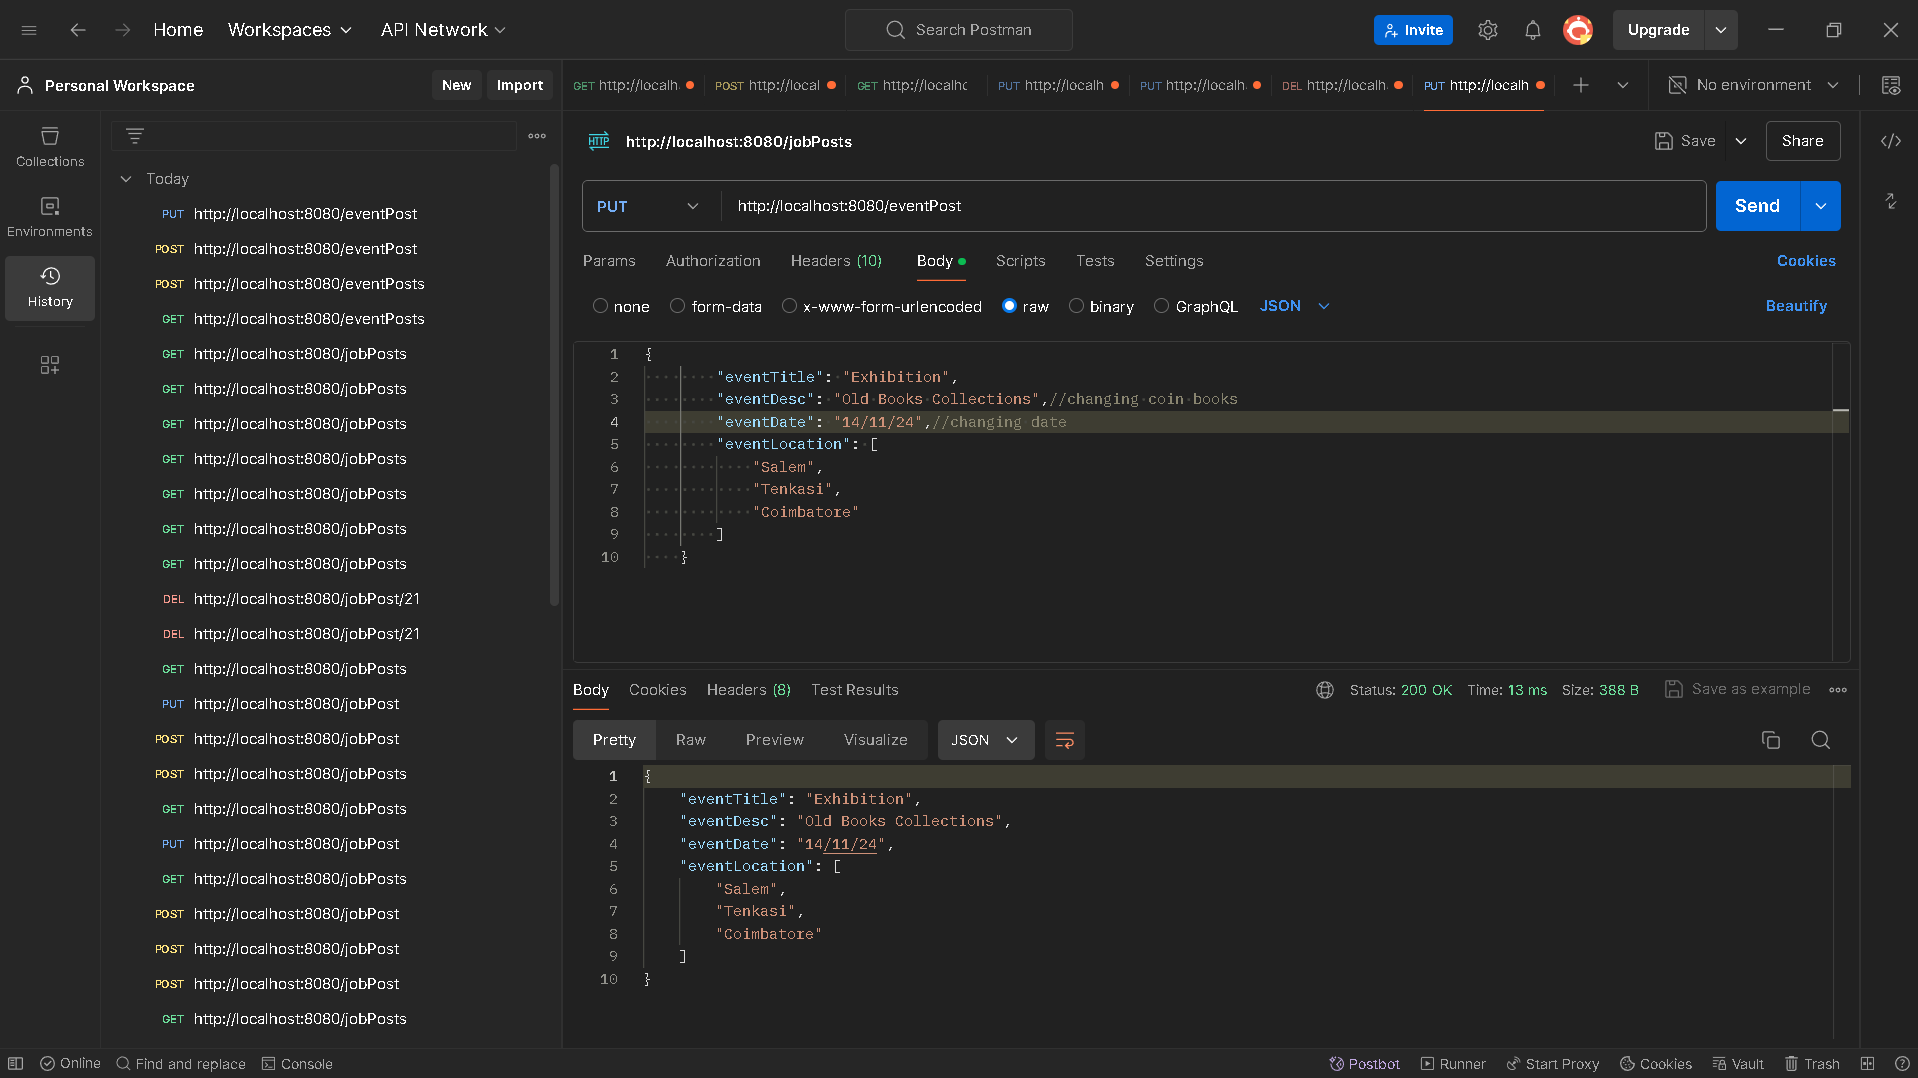 Home Workspaces API Network Search Postman Invite Upgrade
Personal Workspace New Import
GET http://localh POST http://local GET http://localhc PUT http://localh PUT http://localh DEL http://localh PUT http://localh No environment
Collections
Environments
History
Today
PUT http://localhost:8080/eventPost
POST http://localhost:8080/eventPost
POST http://localhost:8080/eventPosts
GET http://localhost:8080/eventPosts
GET http://localhost:8080/jobPosts
GET http://localhost:8080/jobPosts
GET http://localhost:8080/jobPosts
GET http://localhost:8080/jobPosts
GET http://localhost:8080/jobPosts
GET http://localhost:8080/jobPosts
GET http://localhost:8080/jobPosts
DEL http://localhost:8080/jobPost/21
DEL http://localhost:8080/jobPost/21
GET http://localhost:8080/jobPosts
PUT http://localhost:8080/jobPost
POST http://localhost:8080/jobPost
POST http://localhost:8080/jobPosts
GET http://localhost:8080/jobPosts
PUT http://localhost:8080/jobPost
GET http://localhost:8080/jobPosts
POST http://localhost:8080/jobPost
POST http://localhost:8080/jobPost
POST http://localhost:8080/jobPost
GET http://localhost:8080/jobPosts
HTTP http://localhost:8080/jobPosts Save Share
PUT http://localhost:8080/eventPost Send
Params Authorization Headers (10) Body Scripts Tests Settings Cookies
none form-data x-www-form-urlencoded raw binary GraphQL JSON Beautify
1 {
2 "eventTitle": "Exhibition",
3 "eventDesc": "Old Books Collections",//changing coin books
4 "eventDate": "14/11/24",//changing date
5 "eventLocation": [
6 "Salem",
7 "Tenkasi",
8 "Coimbatore"
9 ]
10 }
Body Cookies Headers (8) Test Results Status: 200 OK Time: 13 ms Size: 388 B Save as example
Pretty Raw Preview Visualize JSON
1 {
2 "eventTitle": "Exhibition",
3 "eventDesc": "Old Books Collections",
4 "eventDate": "14/11/24",
5 "eventLocation": [
6 "Salem",
7 "Tenkasi",
8 "Coimbatore"
9 ]
10 }
Online Find and replace Console Postbot Runner Start Proxy Cookies Vault Trash